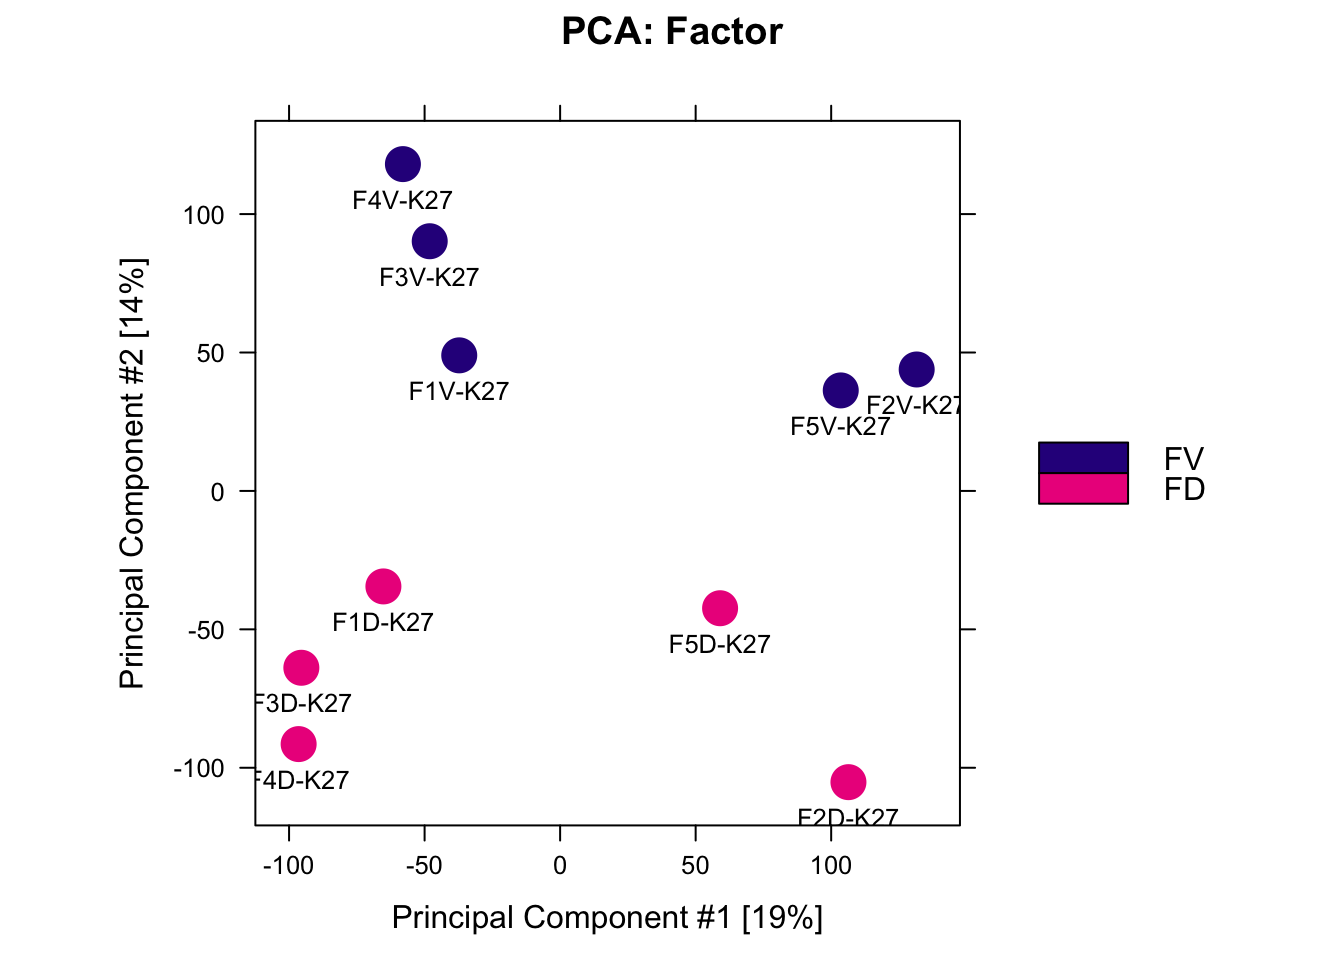 PCA: Factor
F4V-K27
F3V-K27
F1V-K27
F2V-K27
F5V-K27
F1D-K27
F5D-K27
F3D-K27
F4D-K27
F2D-K27
100
50
0
-50
-100
-100
-50
0
50
100
Principal Component #2 [14%]
Principal Component #1 [19%]
FV
FD